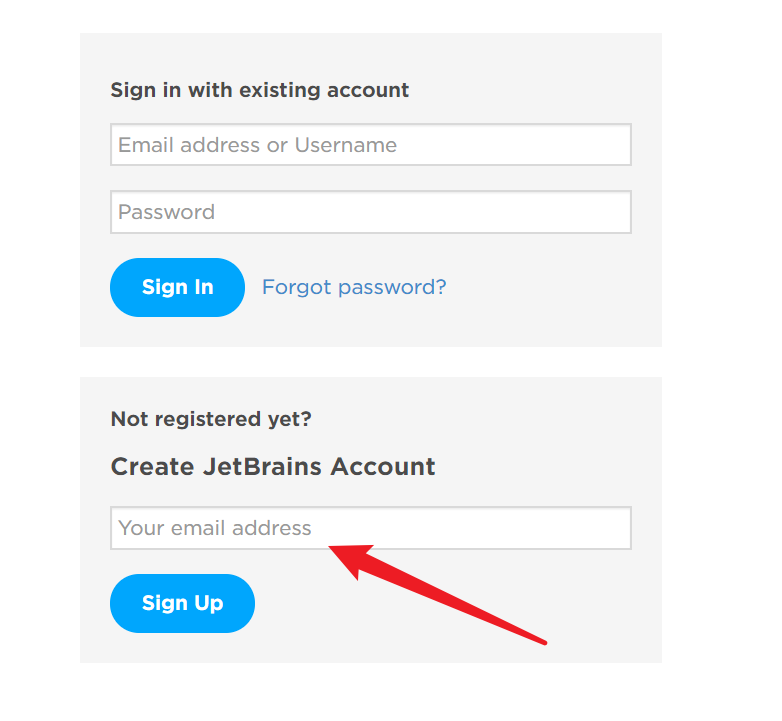 Sign in with existing account
Email address or Username
Password
Sign In Forgot password?
Not registered yet?
Create JetBrains Account
Your email address
Sign Up